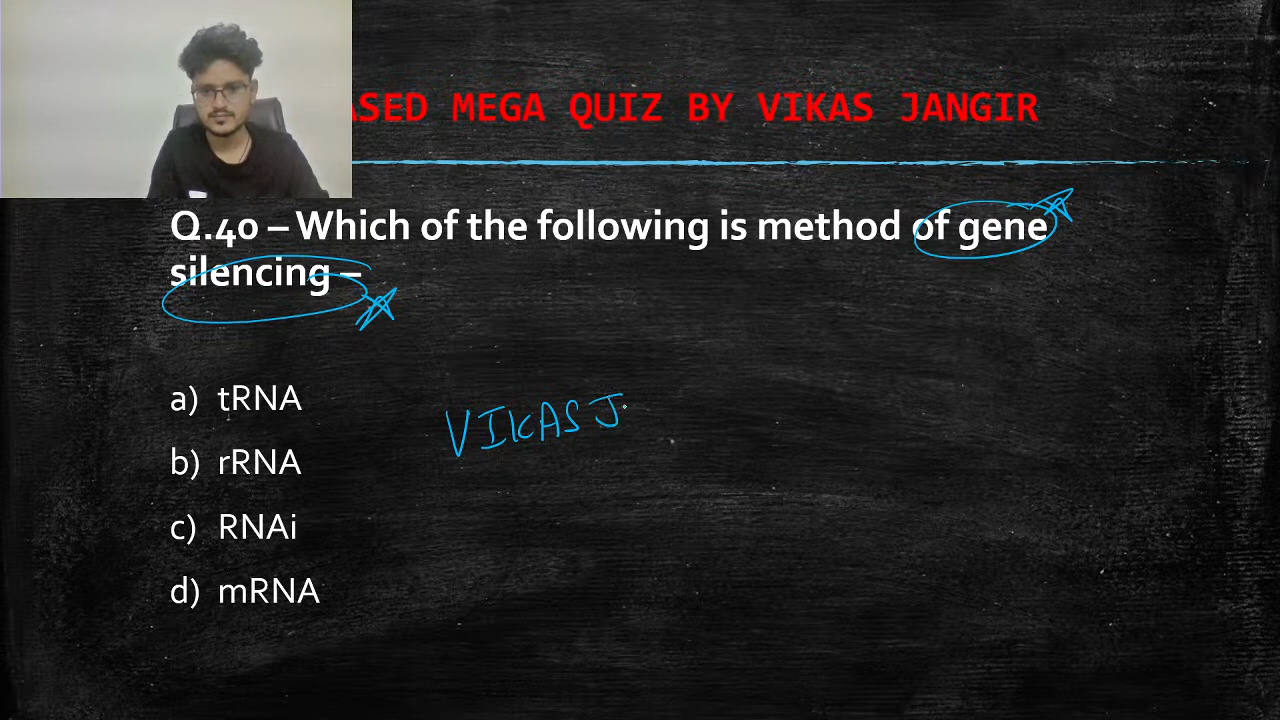 ASED MEGA QUIZ BY VIKAS JANGIR
Q.40 – Which of the following is method of gene
silencing –
a) tRNA
VIKAS J
b) rRNA
c) RNAi
d) mRNA